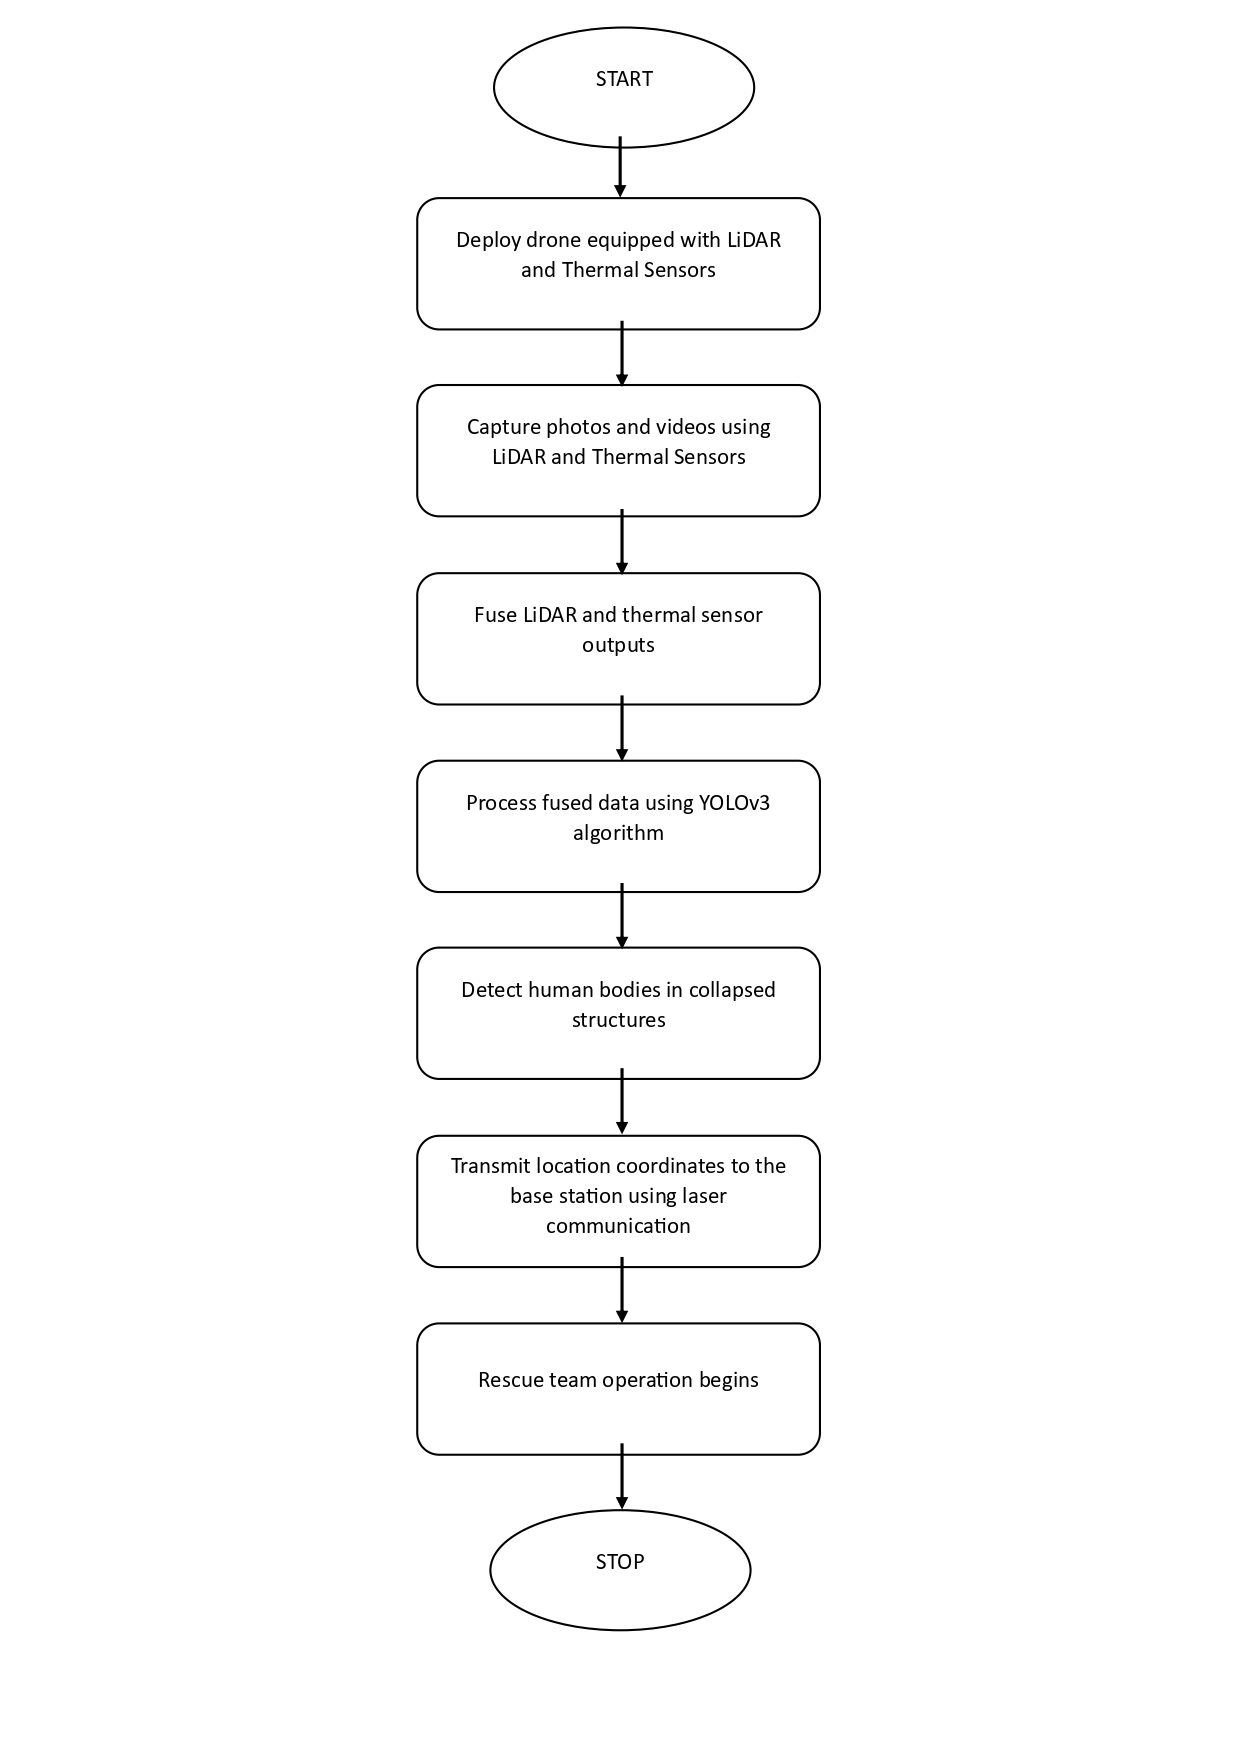 START
Deploy drone equipped with LiDAR
and Thermal Sensors
Capture photos and videos using
LiDAR and Thermal Sensors
Fuse LiDAR and thermal sensor
outputs
Process fused data using YOLOv3
algorithm
Detect human bodies in collapsed
structures
Transmit location coordinates to the
base station using laser
communication
Rescue team operation begins
STOP